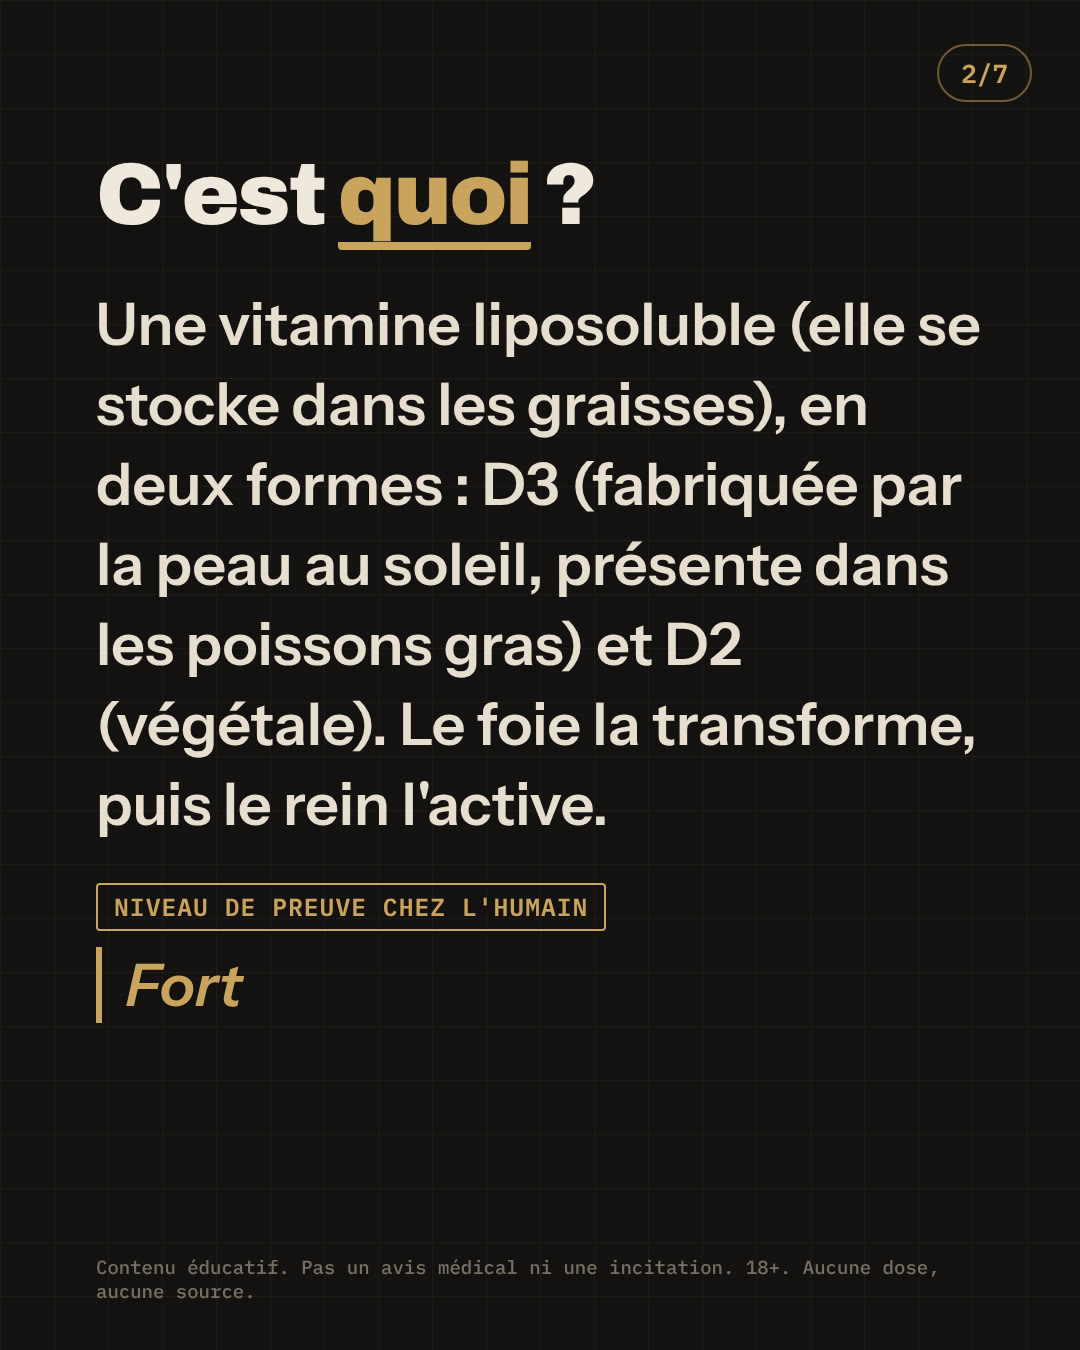 2/7
C'est quoi ?
Une vitamine liposoluble (elle se
stocke dans les graisses), en
deux formes : D3 (fabriquée par
la peau au soleil, présente dans
les poissons gras) et D2
(végétale). Le foie la transforme,
puis le rein l'active.
NIVEAU DE PREUVE CHEZ L'HUMAIN
Fort
Contenu éducatif. Pas un avis médical ni une incitation. 18+. Aucune dose,
aucune source.